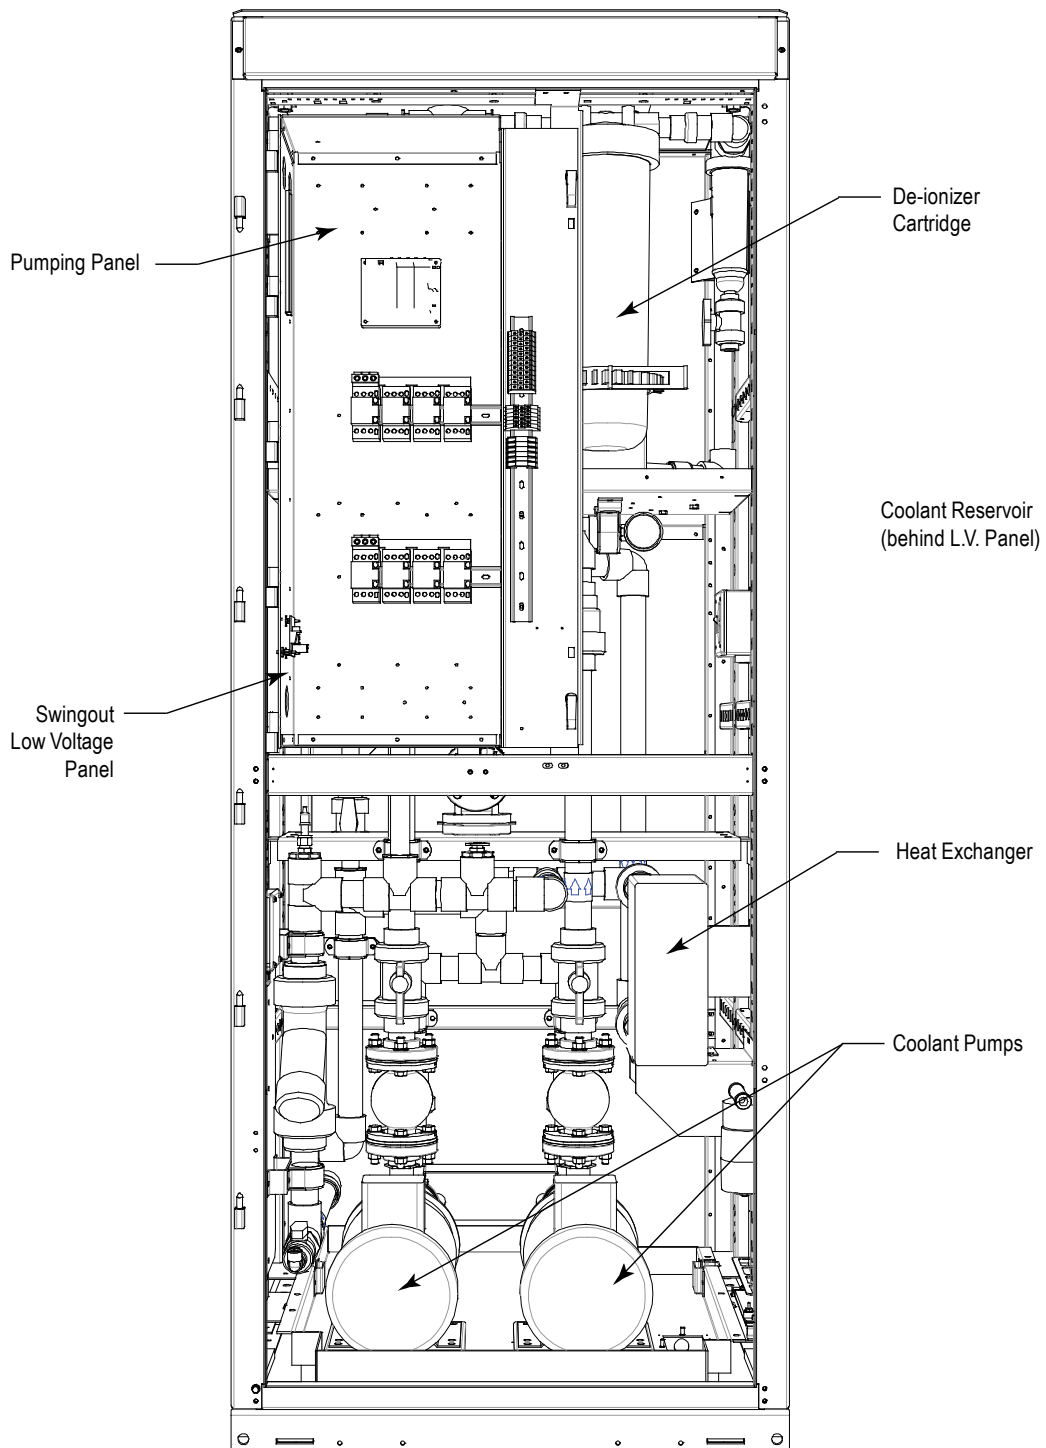 De-ionizer
Cartridge
Pumping Panel
Coolant Reservoir
(behind L.V. Panel)
Swingout
Low Voltage
Panel
Heat Exchanger
Coolant Pumps